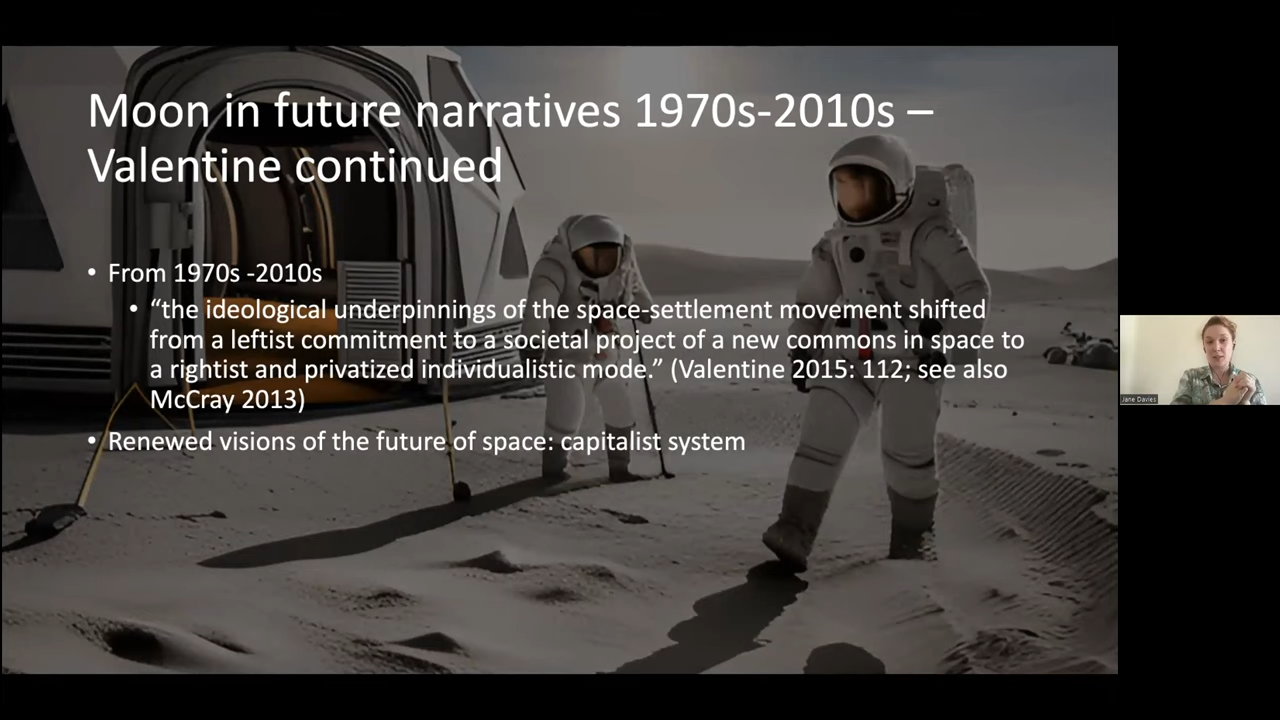 Moon in future narratives 1970s-2010s –
Valentine continued
• From 1970s -2010s
• “the ideological underpinnings of the space-settlement movement shifted
from a leftist commitment to a societal project of a new commons in space to
a rightist and privatized individualistic mode.” (Valentine 2015: 112; see also
McCray 2013)
• Renewed visions of the future of space: capitalist system
Jane Davies